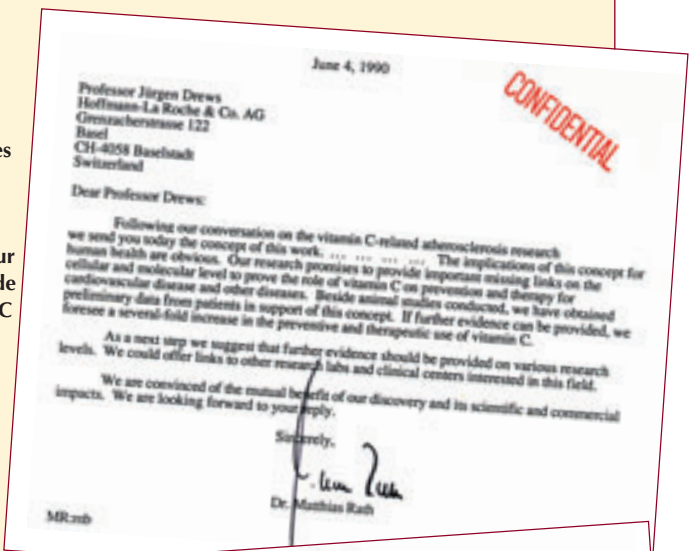 es
ur
de
C
June 4, 1990
CONFIDENTIAL
Professor Jürgen Drews
Hoffmann-La Roche & Co. AG
Grenzacherstrasse 122
Basel
CH-4058 Baselstadt
Switzerland
Dear Professor Drews:
Following our conversation on the vitamin C-related atherosclerosis research
we send you today the concept of this work. ... ... ... ... The implications of this concept for
human health are obvious. Our research promises to provide important missing links on the
cellular and molecular level to prove the role of vitamin C on prevention and therapy for
cardiovascular disease and other diseases. Beside animal studies conducted, we have obtained
preliminary data from patients in support of this concept. If further evidence can be provided, we
foresee a several-fold increase in the preventive and therapeutic use of vitamin C.
As a next step we suggest that further evidence should be provided on various research
levels. We could offer links to other research labs and clinical centers interested in this field.
We are convinced of the mutual benefit of our discovery and its scientific and commercial
impacts. We are looking forward to your reply.
Sincerely,
Dr. Matthias Rath
MR:mb